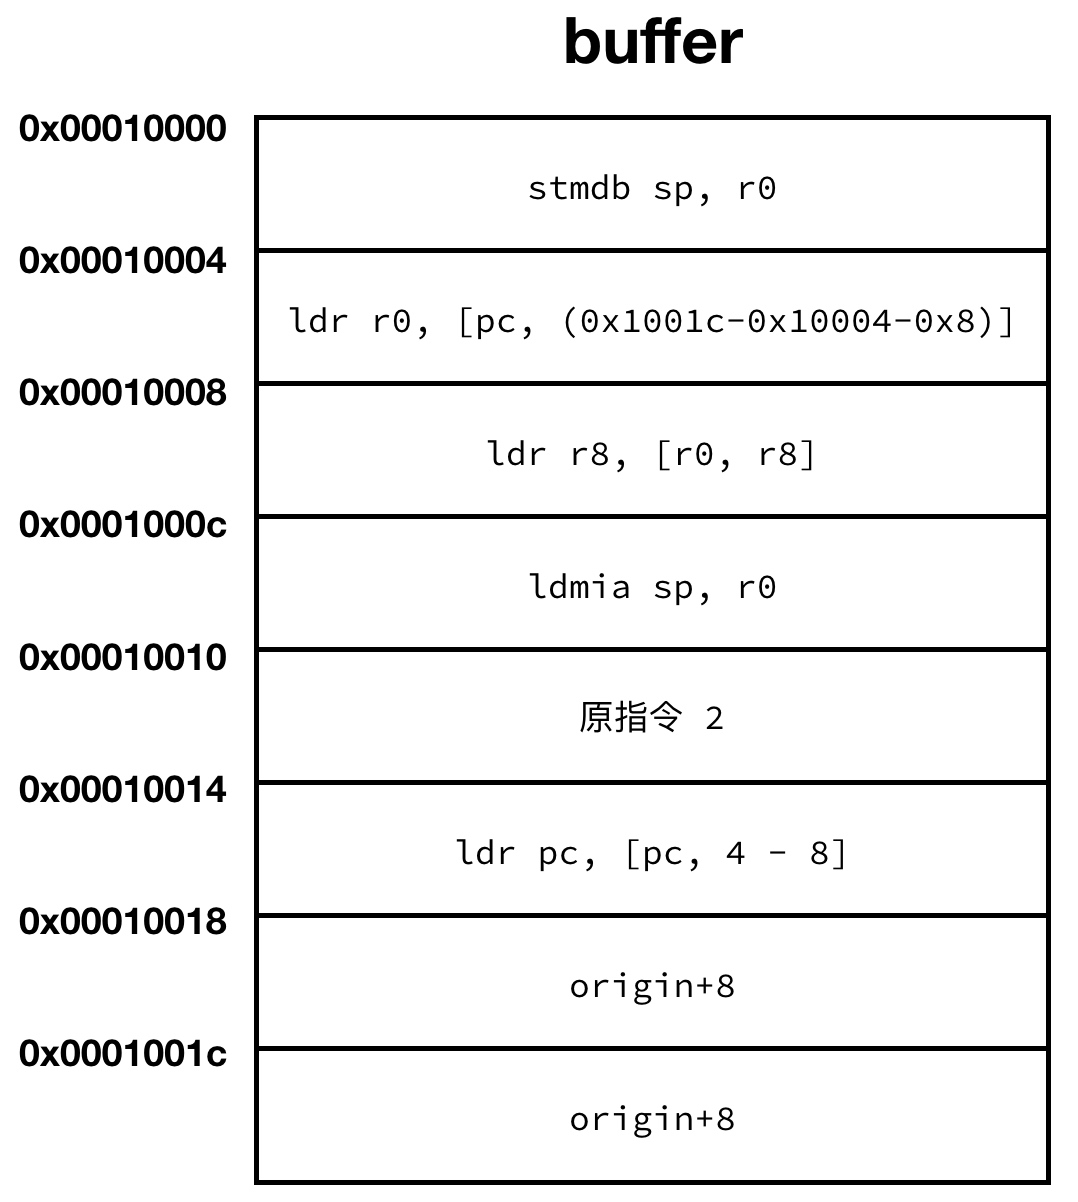 buffer
0x00010000
stmdb sp, r0
0x00010004
ldr r0, [pc, (0x1001c-0x10004-0x8)]
0x00010008
ldr r8, [r0, r8]
0x0001000c
ldmia sp, r0
0x00010010
原指令 2
0x00010014
ldr pc, [pc, 4 - 8]
0x00010018
origin+8
0x0001001c
origin+8